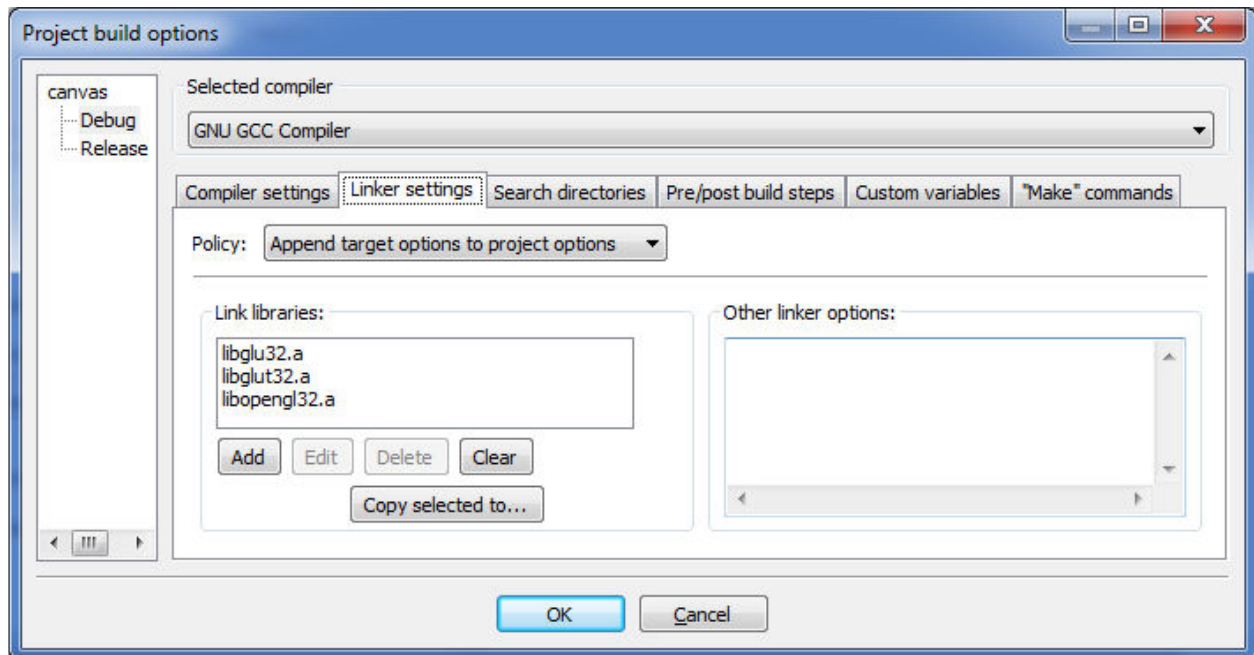 Project build options
canvas
Debug
Release
Selected compiler
GNU GCC Compiler
Compiler settings Linker settings Search directories Pre/post build steps Custom variables "Make" commands
Policy: Append target options to project options
Link libraries:
libglu32.a
libglut32.a
libopengl32.a
Add Edit Delete Clear
Copy selected to...
Other linker options:
OK Cancel